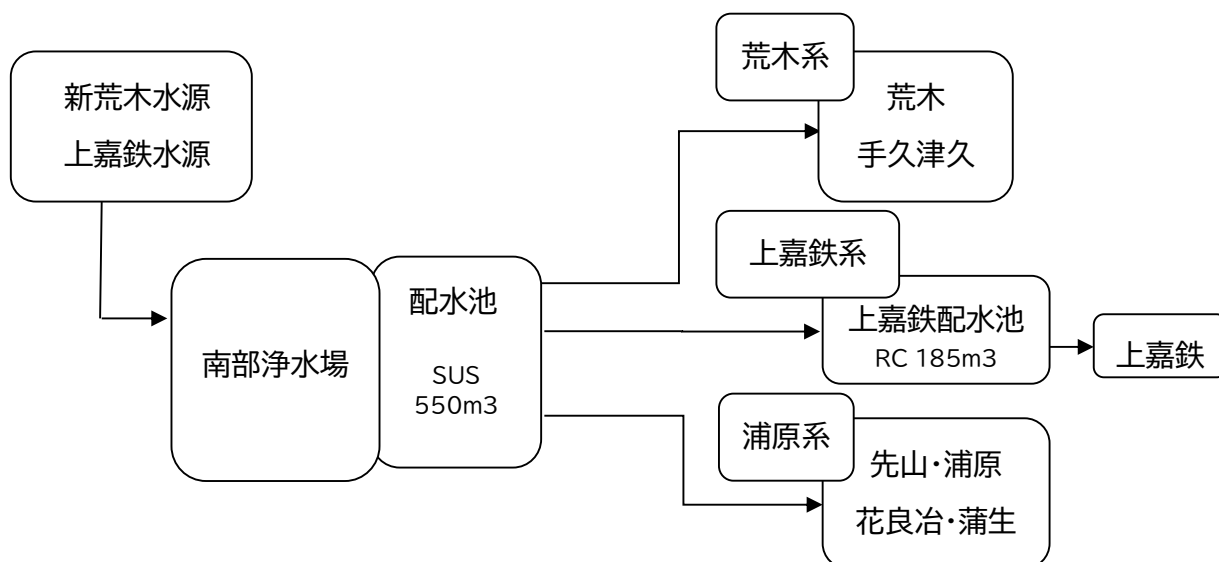 新荒木水源
上嘉鉄水源
南部浄水場
配水池
SUS
550m3
荒木系
荒木
手久津久
上嘉鉄系
上嘉鉄配水池
RC 185m3
上嘉鉄
浦原系
先山・浦原
花良治・蒲生